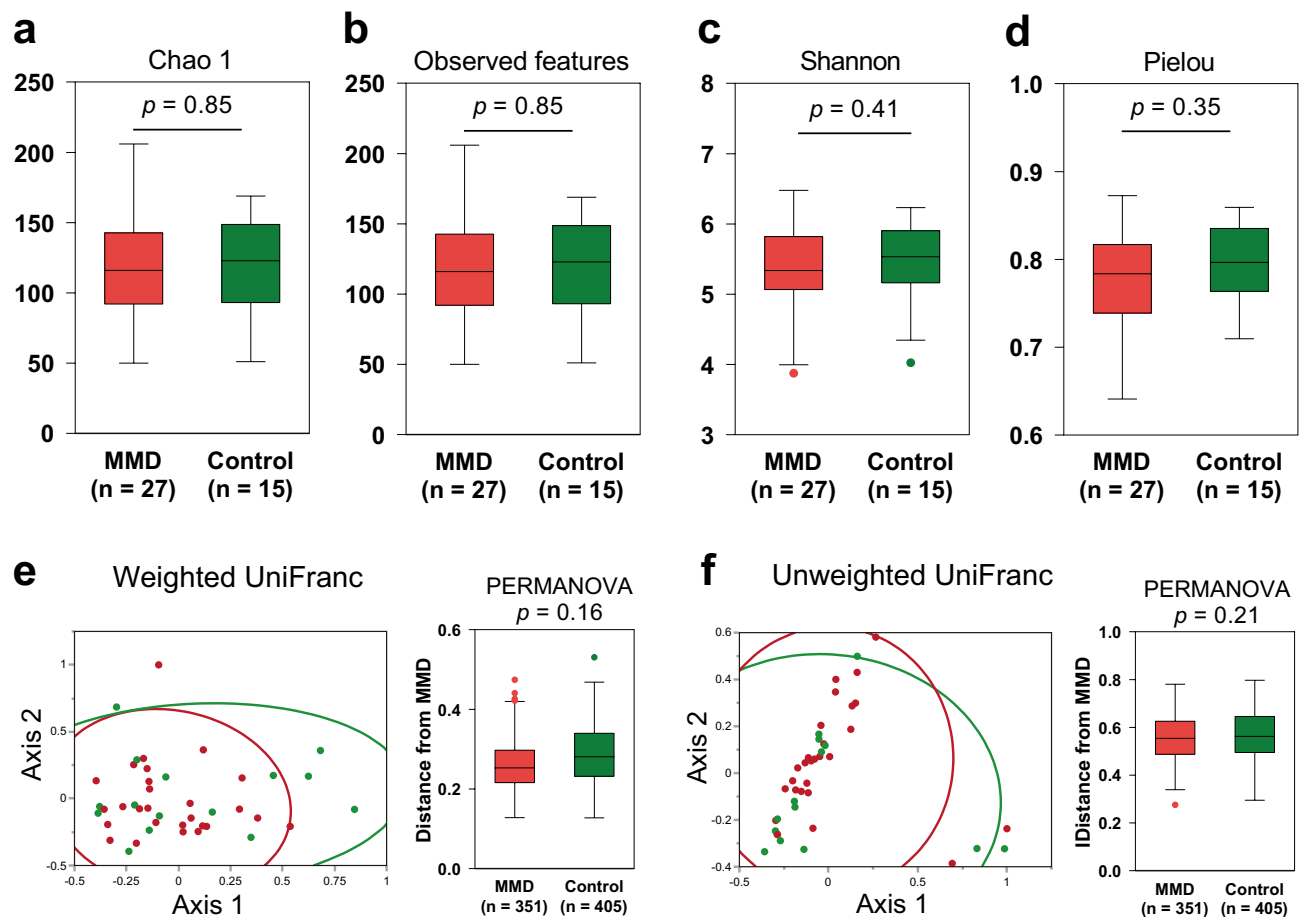 a
Chao 1
250
200
150
100
50
0
p = 0.85
MMD
(n = 27)
Control
(n = 15)
b
Observed features
250
200
150
100
50
0
p = 0.85
MMD
(n = 27)
Control
(n = 15)
c
Shannon
8
7
6
5
4
3
p = 0.41
MMD
(n = 27)
Control
(n = 15)
d
Pielou
1.0
0.9
0.8
0.7
0.6
p = 0.35
MMD
(n = 27)
Control
(n = 15)
e
Weighted UniFranc
Axis 2
1
0.5
0
-0.5
-0.5
-0.25
0
0.25
0.5
0.75
1
Axis 1
PERMANOVA
p = 0.16
Distance from MMD
0.6
0.4
0.2
0.0
MMD
(n = 351)
Control
(n = 405)
f
Unweighted UniFranc
Axis 2
0.6
0.4
0.2
0
-0.2
-0.4
-0.5
0
0.5
1
Axis 1
PERMANOVA
p = 0.21
IDistance from MMD
1.0
0.8
0.6
0.4
0.2
0.0
MMD
(n = 351)
Control
(n = 405)